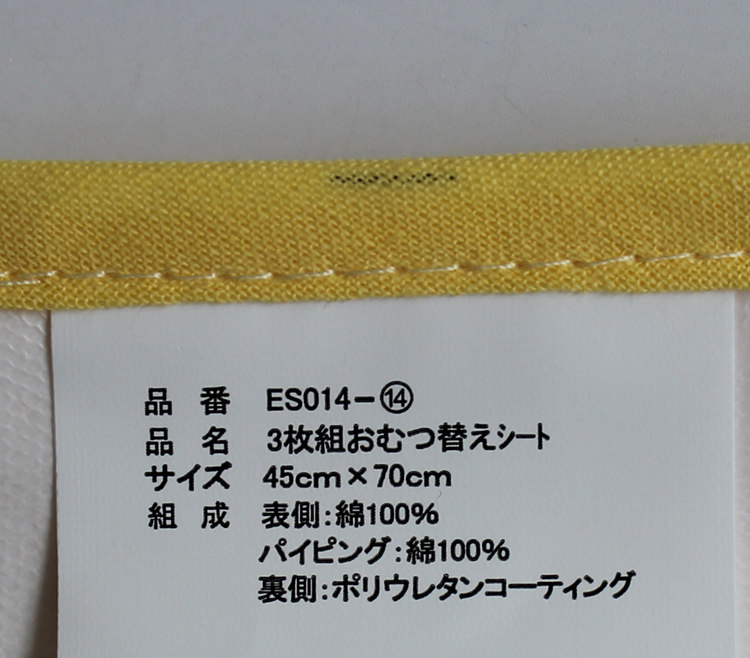 品 番 ES014-⑭
品 名 3枚組おむつ替えシート
サイズ 45cm×70cm
組 成 表側:綿100%
パイピング:綿100%
裏側:ポリウレタンコーティング